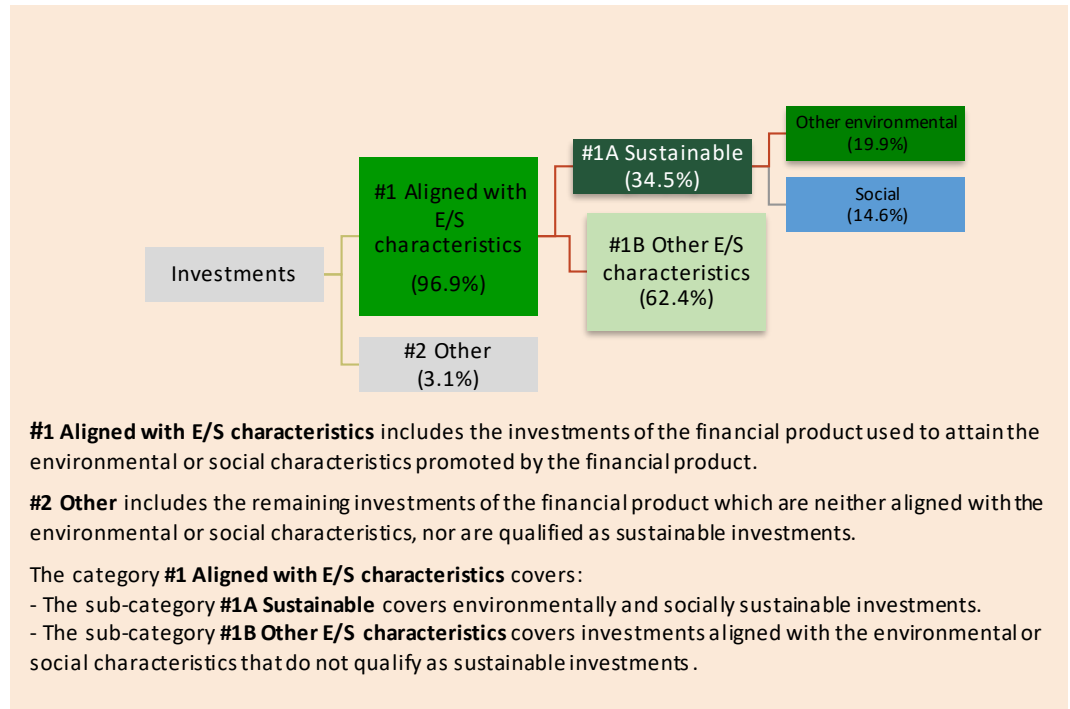 Investments
#1 Aligned with
E/S
characteristics
(96.9%)
#2 Other
(3.1%)
#1A Sustainable
(34.5%)
#1B Other E/S
characteristics
(62.4%)
Other environmental
(19.9%)
Social
(14.6%)
#1 Aligned with E/S characteristics includes the investments of the financial product used to attain the
environmental or social characteristics promoted by the financial product.
#2 Other includes the remaining investments of the financial product which are neither aligned with the
environmental or social characteristics, nor are qualified as sustainable investments.
The category #1 Aligned with E/S characteristics covers:
- The sub-category #1A Sustainable covers environmentally and socially sustainable investments.
- The sub-category #1B Other E/S characteristics covers investments aligned with the environmental or
social characteristics that do not qualify as sustainable investments.